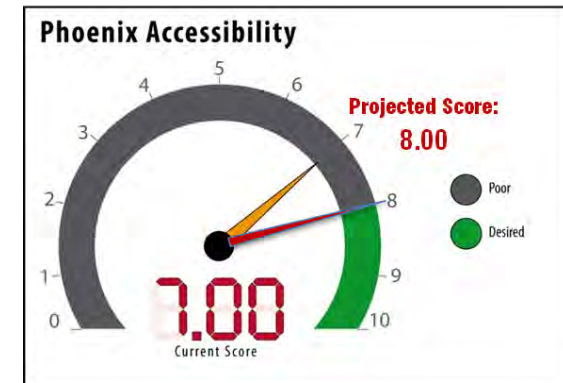 Phoenix Accessibility
5
4
6
Projected Score:
3
7
8.00
2
8
Poor
Desired
1
9
0
7.00
10
Current Score